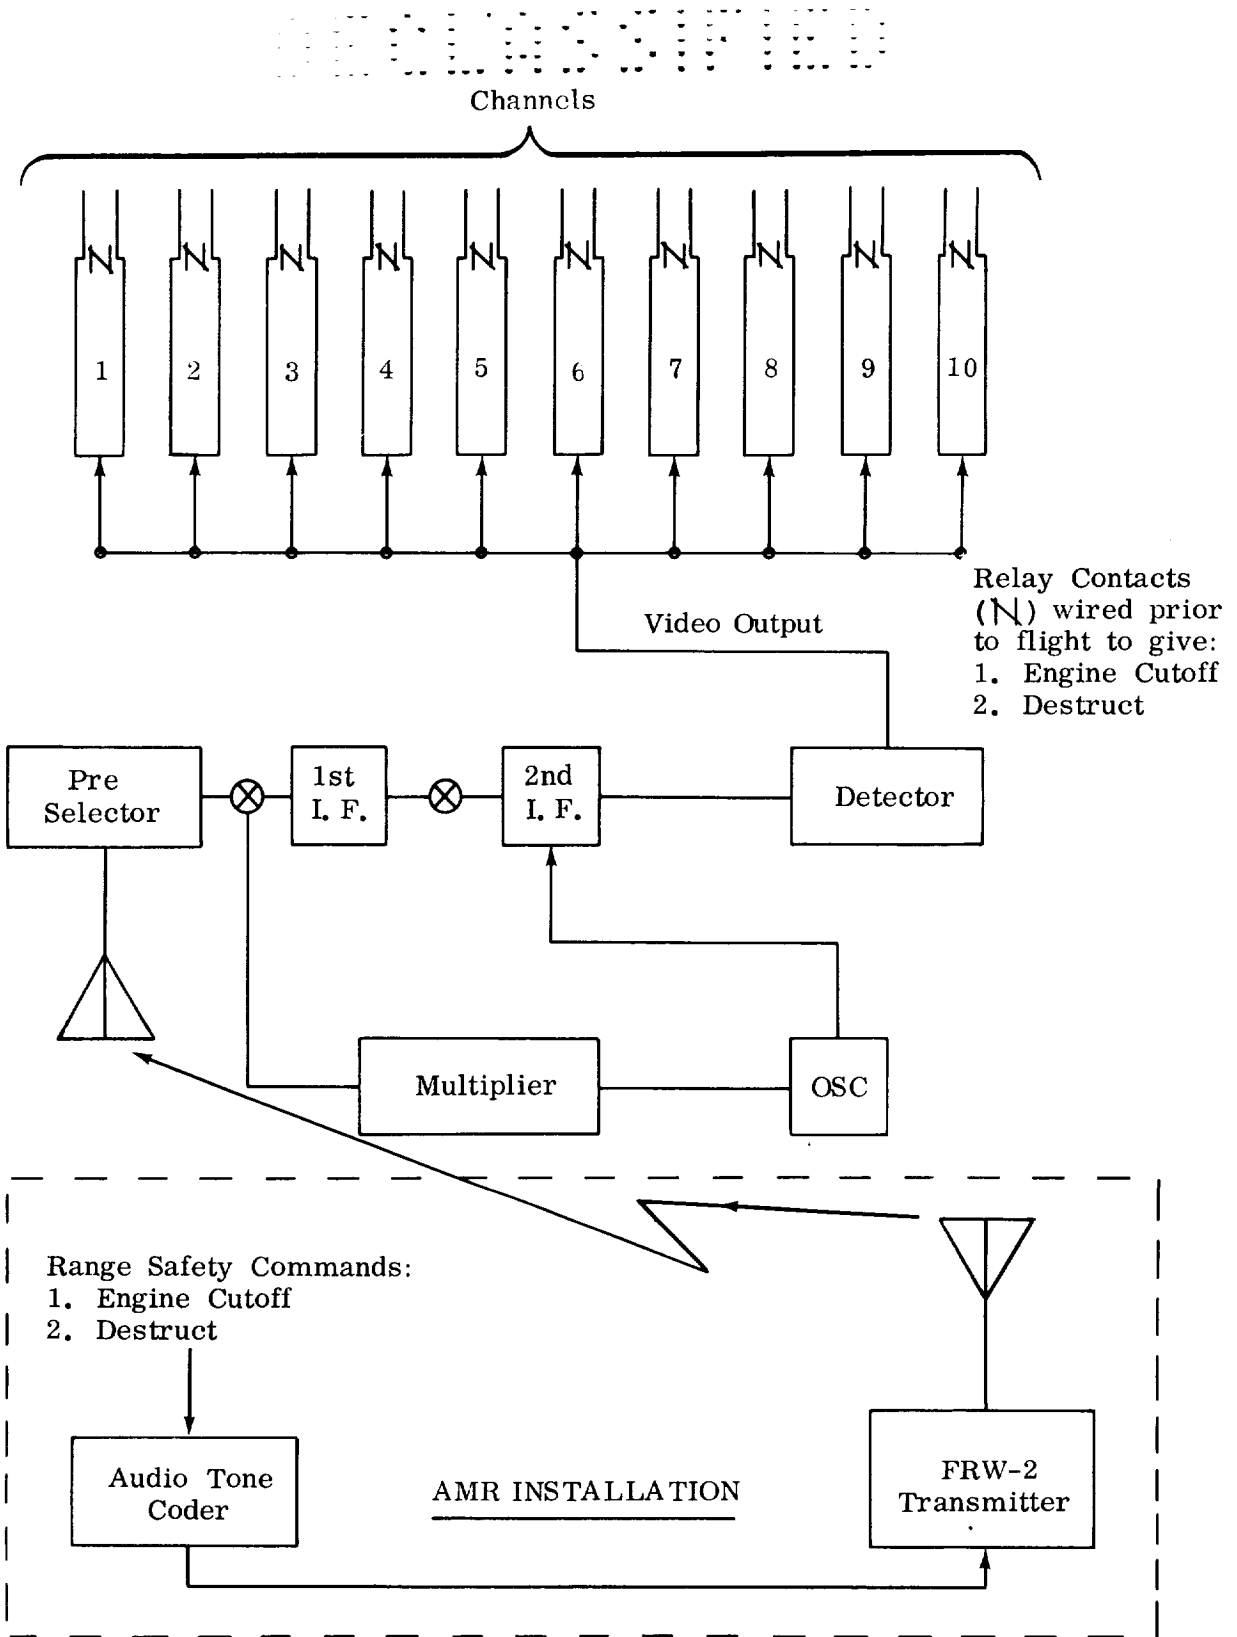 DECLASSIFIED
Channels
1 2 3 4 5 6 7 8 9 10
Relay Contacts
(N) wired prior
to flight to give:
1. Engine Cutoff
2. Destruct
Video Output
Pre
Selector
1st
I. F.
2nd
I. F.
Detector
Multiplier
OSC
Range Safety Commands:
1. Engine Cutoff
2. Destruct
Audio Tone
Coder
AMR INSTALLATION
FRW-2
Transmitter